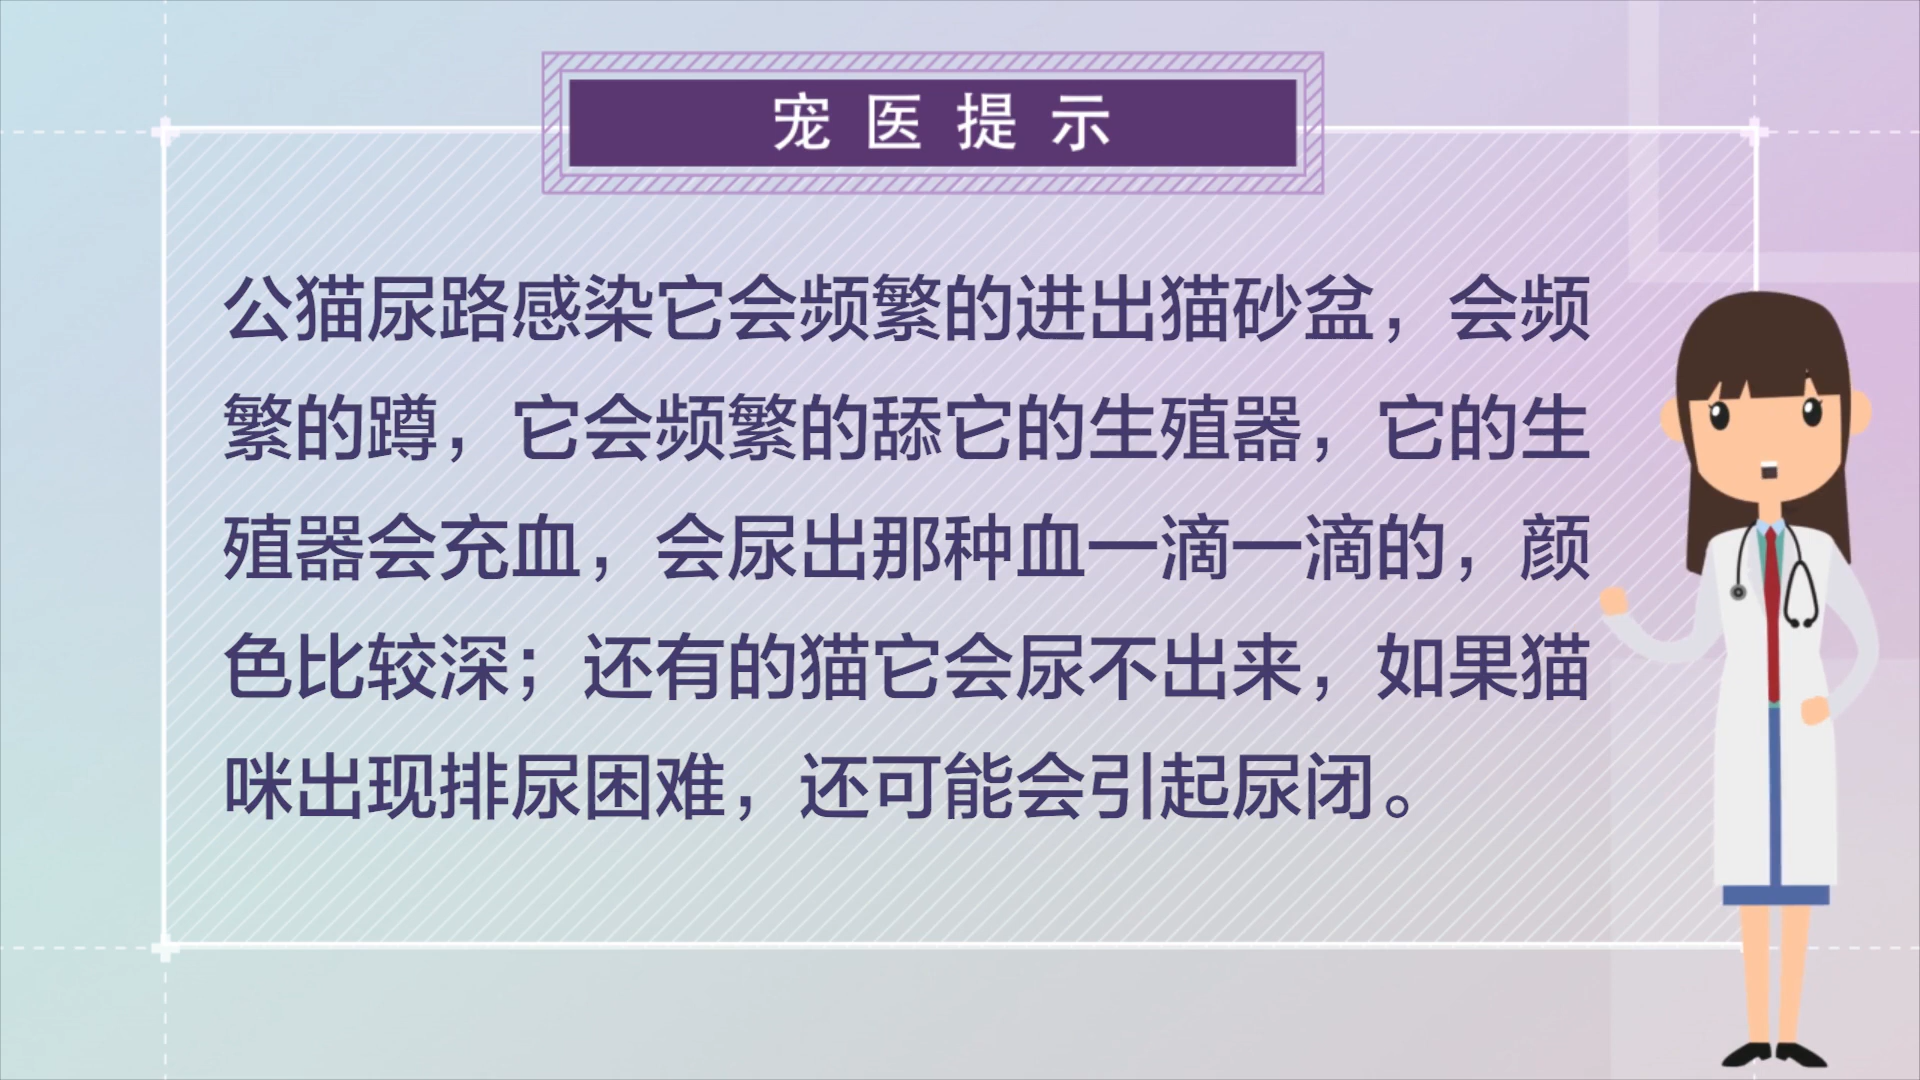 宠医提示
公猫尿路感染它会频繁的进出猫砂盆，会频
繁的蹲，它会频繁的舔它的生殖器，它的生
殖器会充血，会尿出那种血一滴一滴的，颜
色比较深；还有的猫它会尿不出来，如果猫
咪出现排尿困难，还可能会引起尿闭。